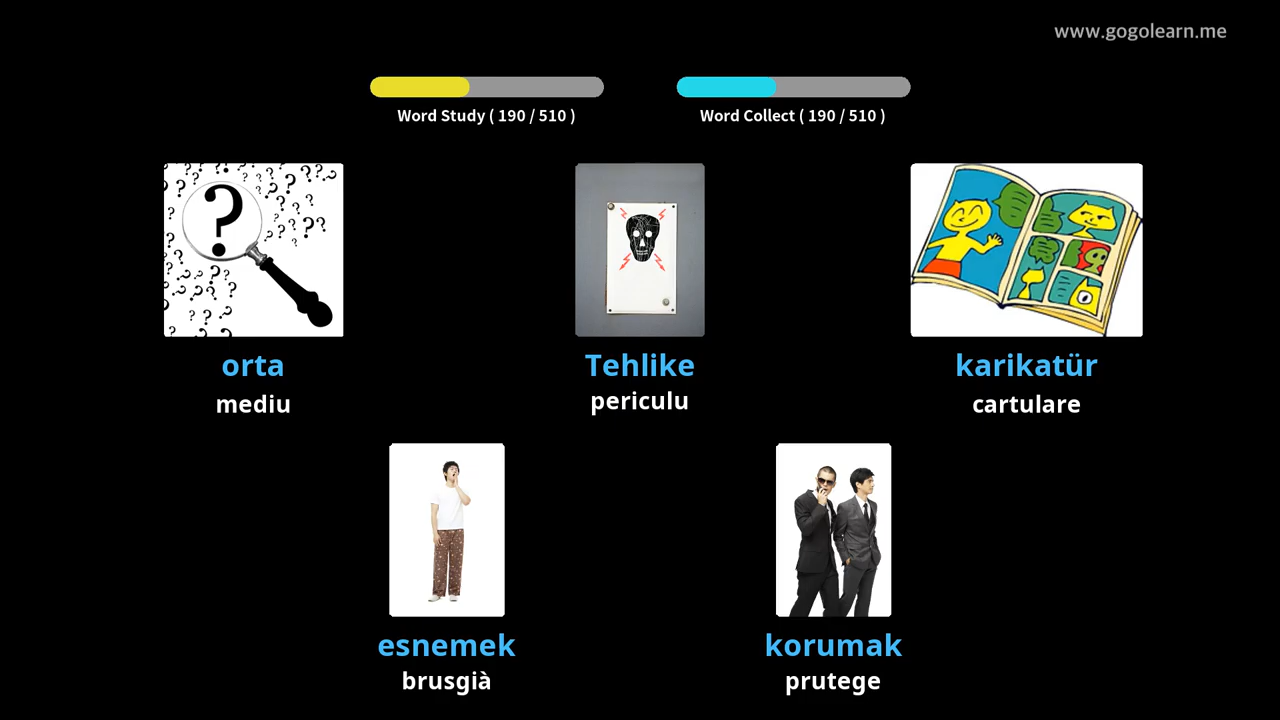 www.gogolearn.me
Word Study ( 190 / 510 )
Word Collect ( 190 / 510 )
orta
mediu
Tehlike
periculu
karikatür
cartulare
esnemek
brusgià
korumak
prutege